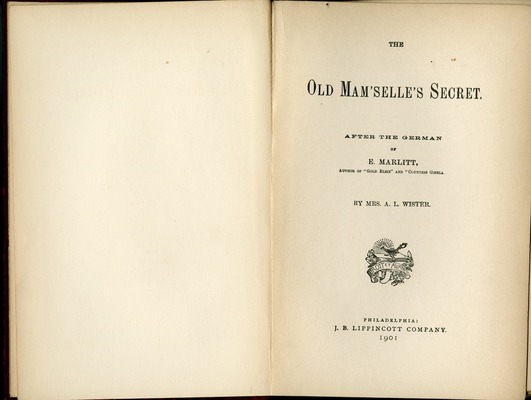 THE
OLD MAM'SELLE'S SECRET.
AFTER THE GERMAN
OF
E. MARLITT,
AUTHOR OF "GOLD ELSIE" AND "COUNTESS GISELA.
BY MRS. A. L. WISTER.
PHILADELPHIA:
J. B. LIPPINCOTT COMPANY.
1901